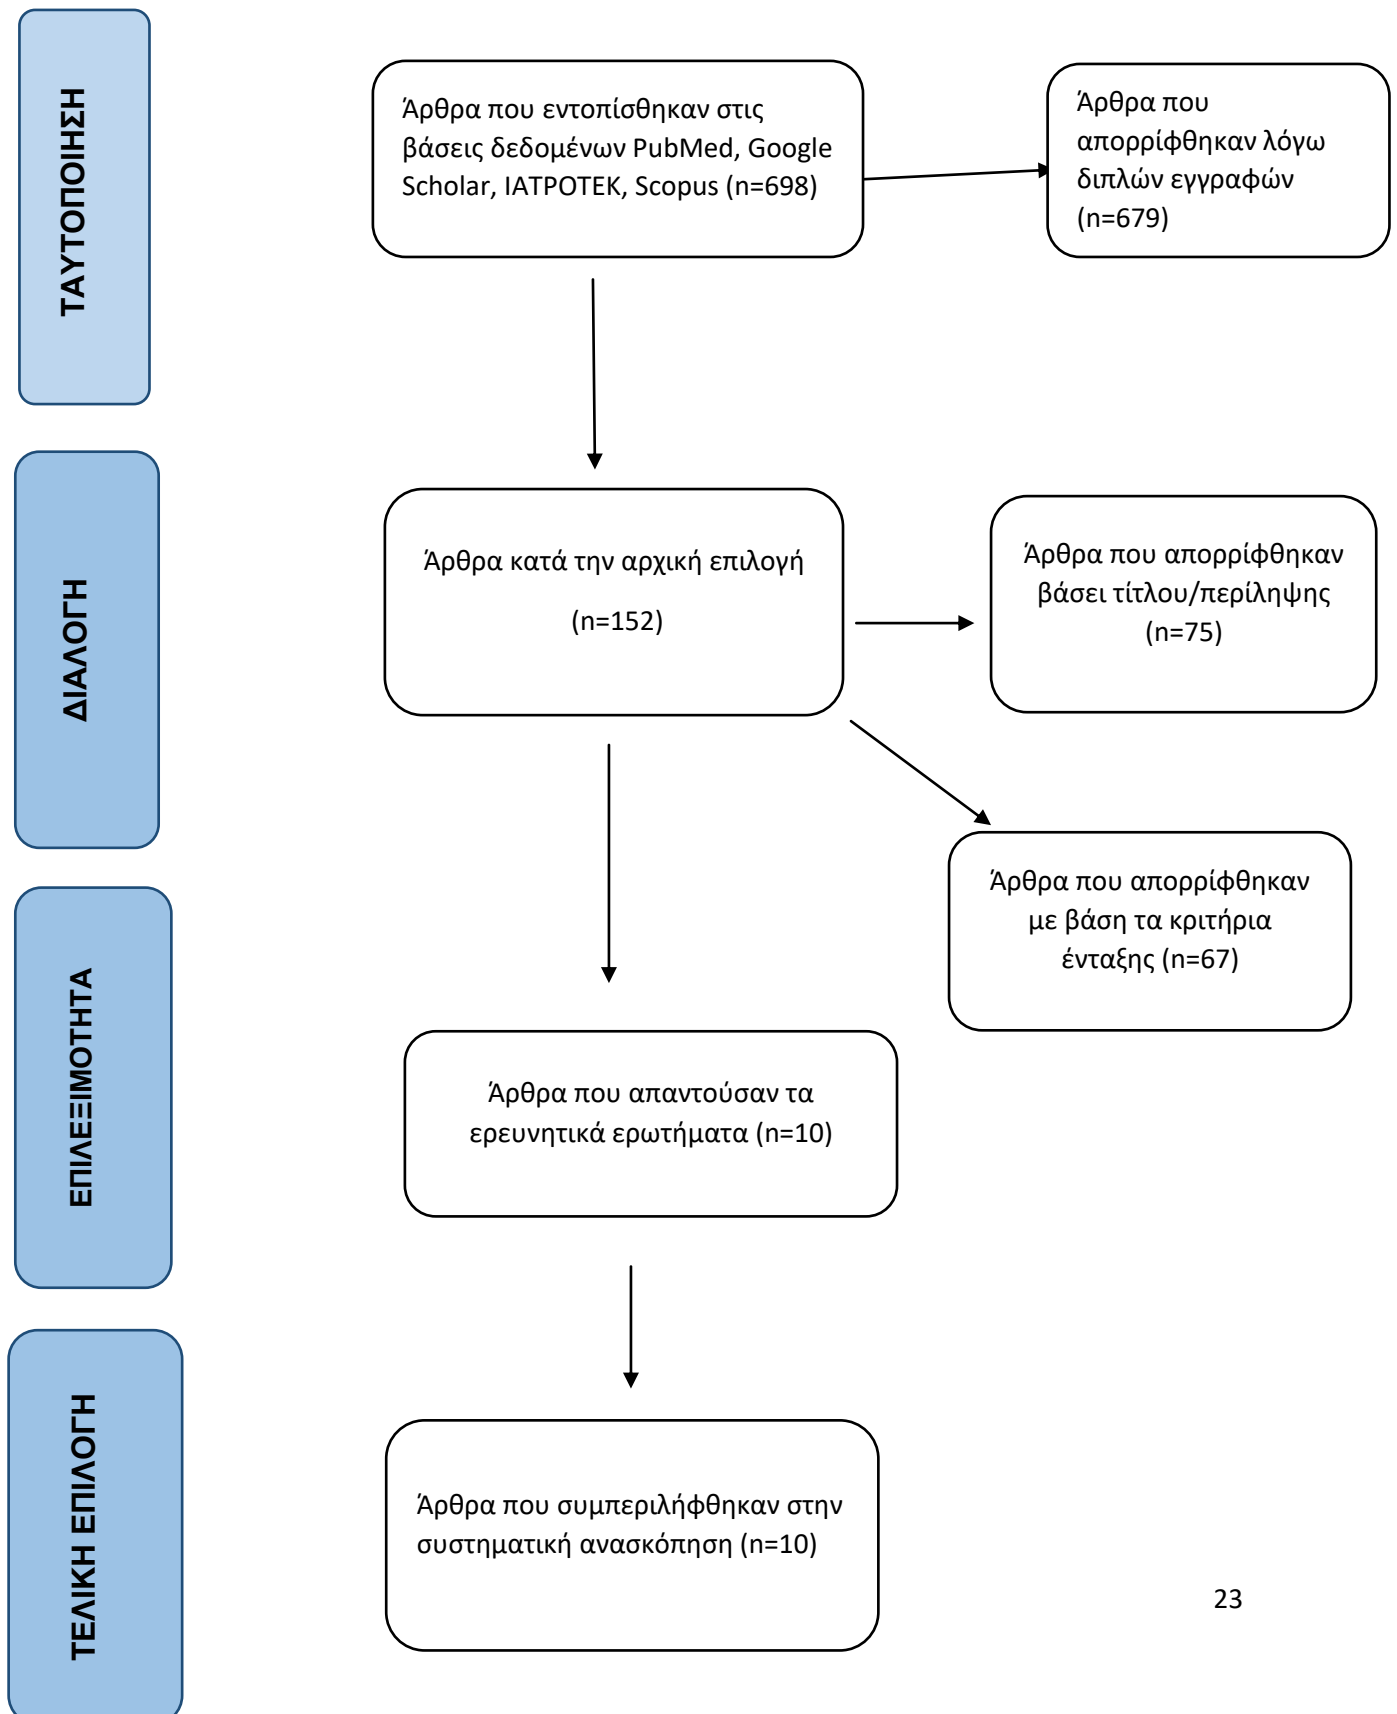 ΤΑΥΤΟΠΟΙΗΣΗ
Άρθρα που εντοπίσθηκαν στις
βάσεις δεδομένων PubMed, Google
Scholar, ΙΑΤΡΟΤΕΚ, Scopus (n=698)
Άρθρα που
απορρίφθηκαν λόγω
διπλών εγγραφών
(n=679)
ΔΙΑΛΟΓΗ
Άρθρα κατά την αρχική επιλογή
(n=152)
Άρθρα που απορρίφθηκαν
βάσει τίτλου/περίληψης
(n=75)
Άρθρα που απορρίφθηκαν
με βάση τα κριτήρια
ένταξης (n=67)
ΕΠΙΛΕΞΙΜΟΤΗΤΑ
Άρθρα που απαντούσαν τα
ερευνητικά ερωτήματα (n=10)
ΤΕΛΙΚΗ ΕΠΙΛΟΓΗ
Άρθρα που συμπεριλήφθηκαν στην
συστηματική ανασκόπηση (n=10)
23